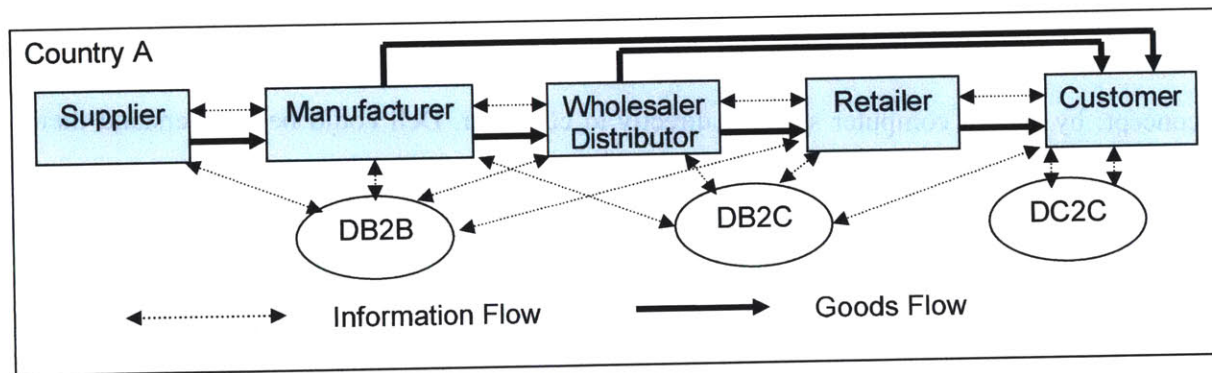 Country A
Supplier
Manufacturer
Wholesaler
Distributor
Retailer
Customer
DB2B
DB2C
DC2C
Information Flow
Goods Flow